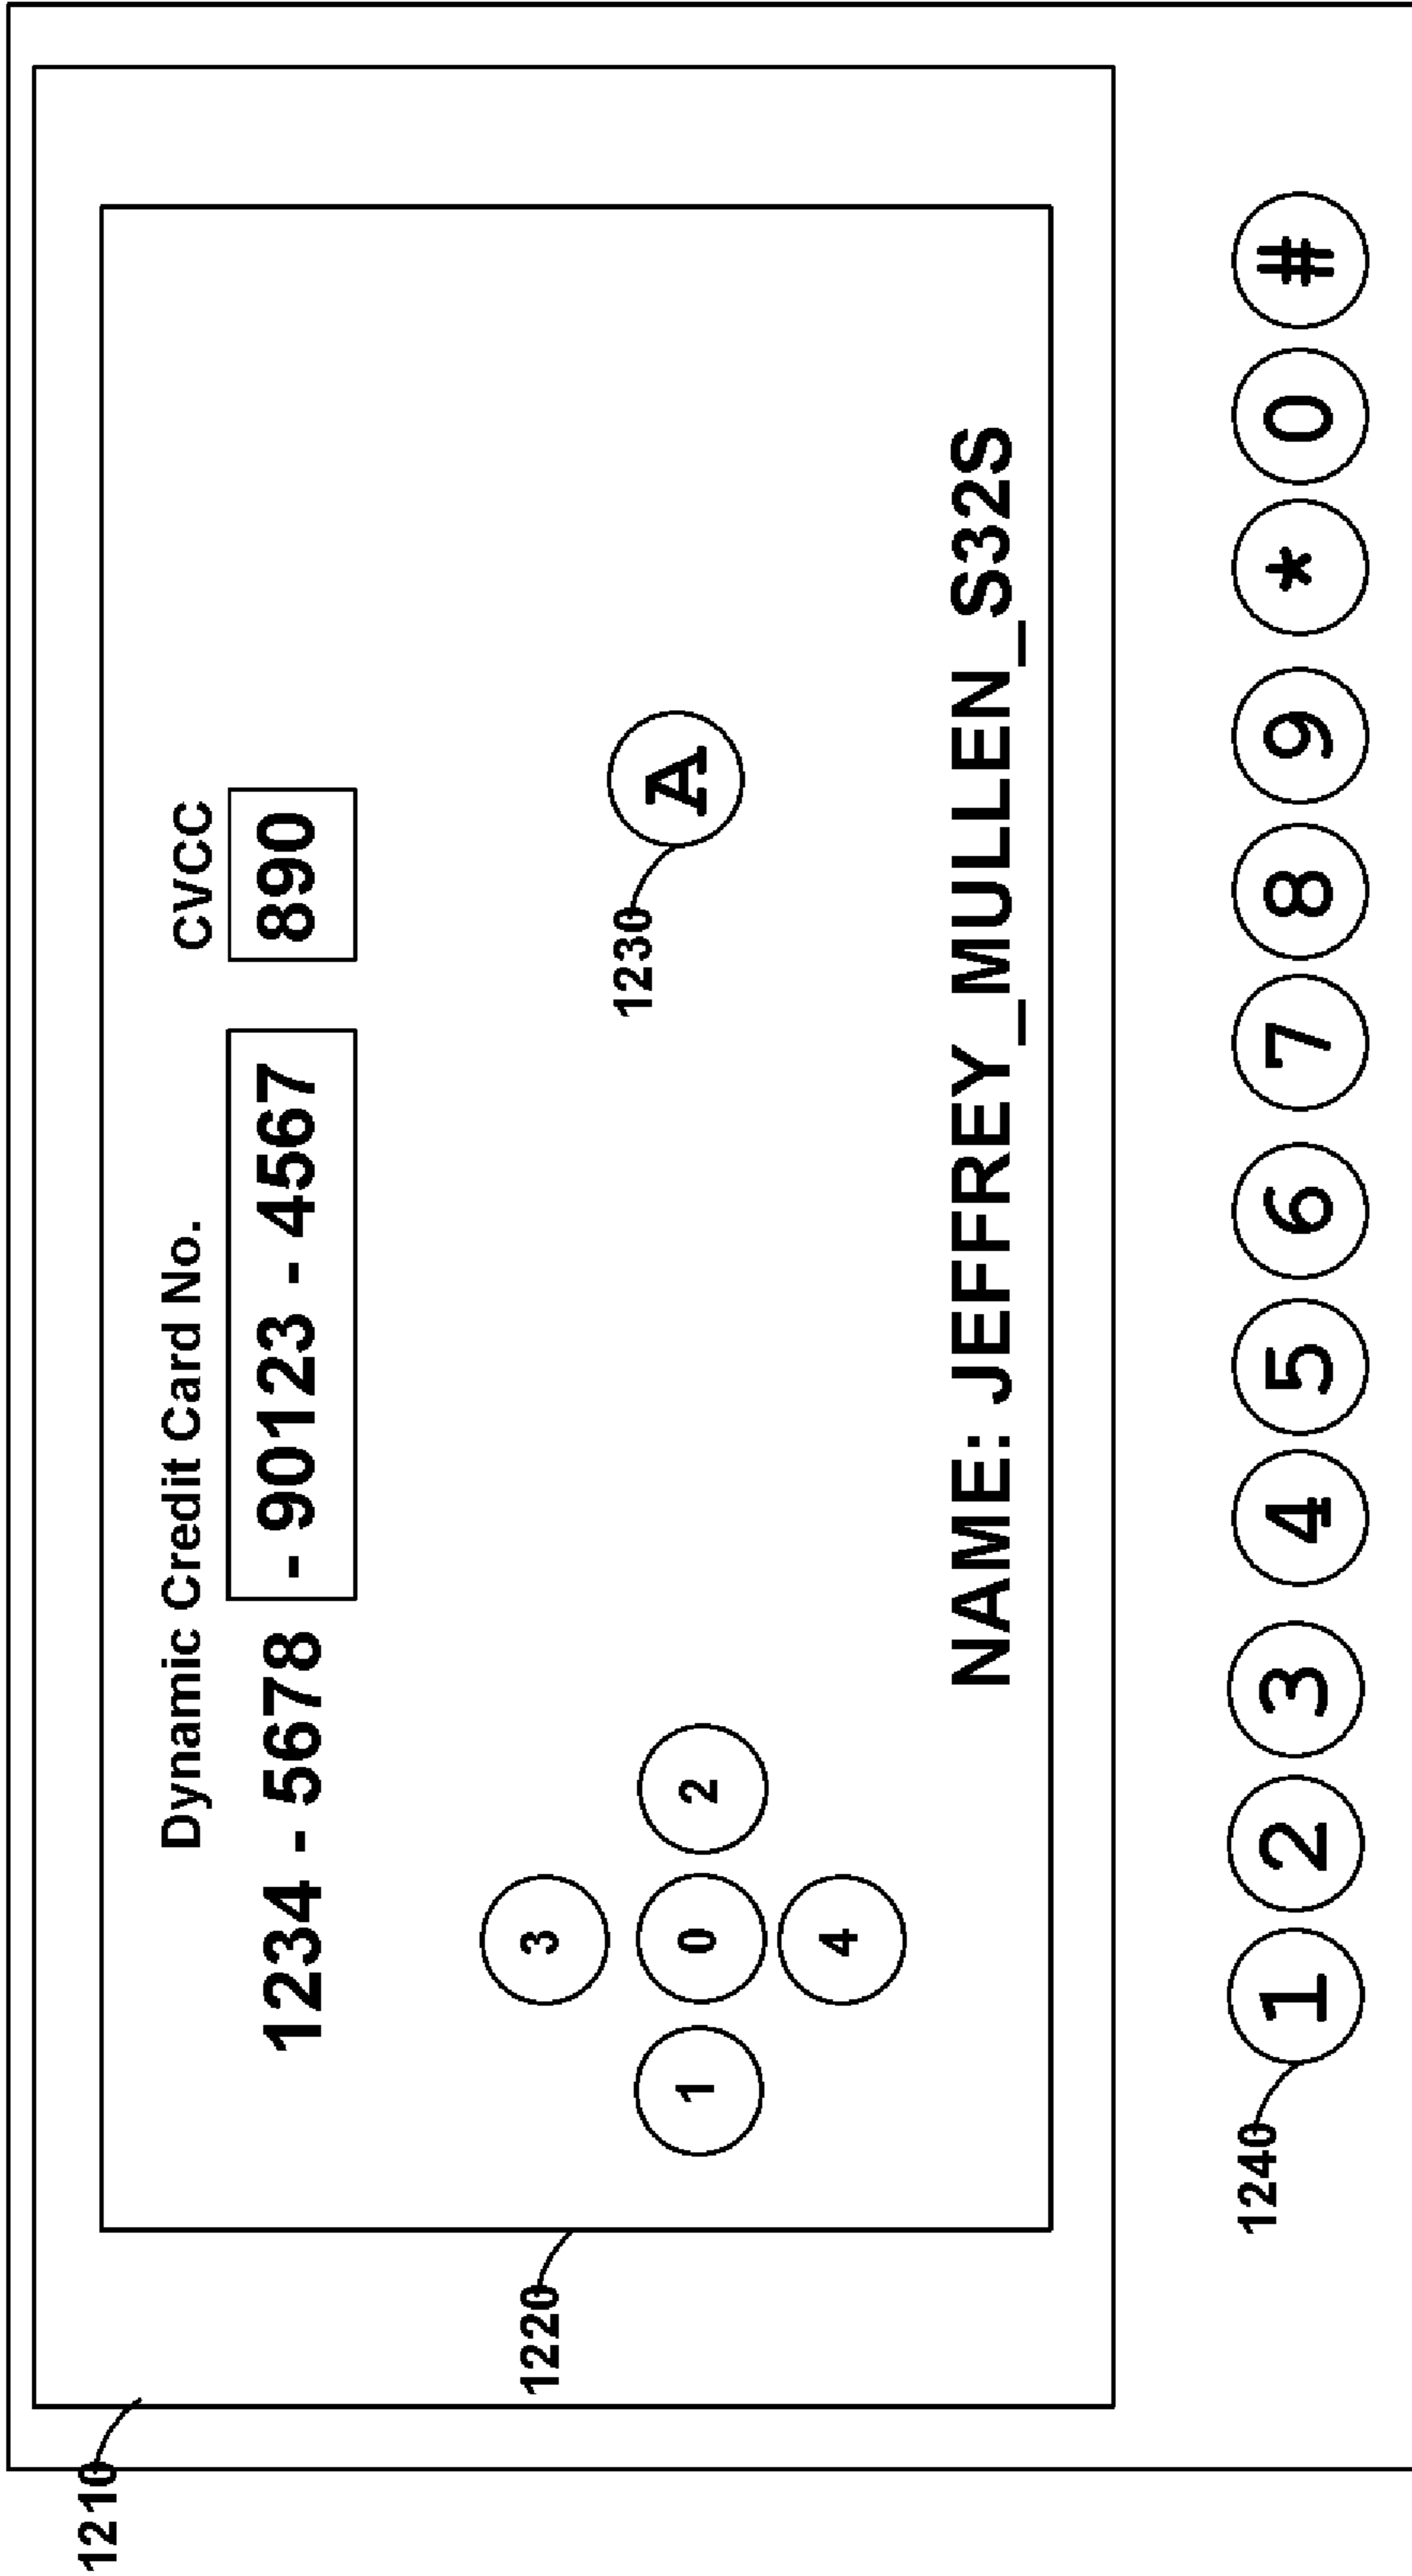 1210
Dynamic Credit Card No. CVCC
1234 - 5678 - 90123 - 4567 890
1220
3
1 0 2
4
1230
A
NAME: JEFFREY_MULLEN_S32S
1240
1 2 3 4 5 6 7 8 9 * 0 #